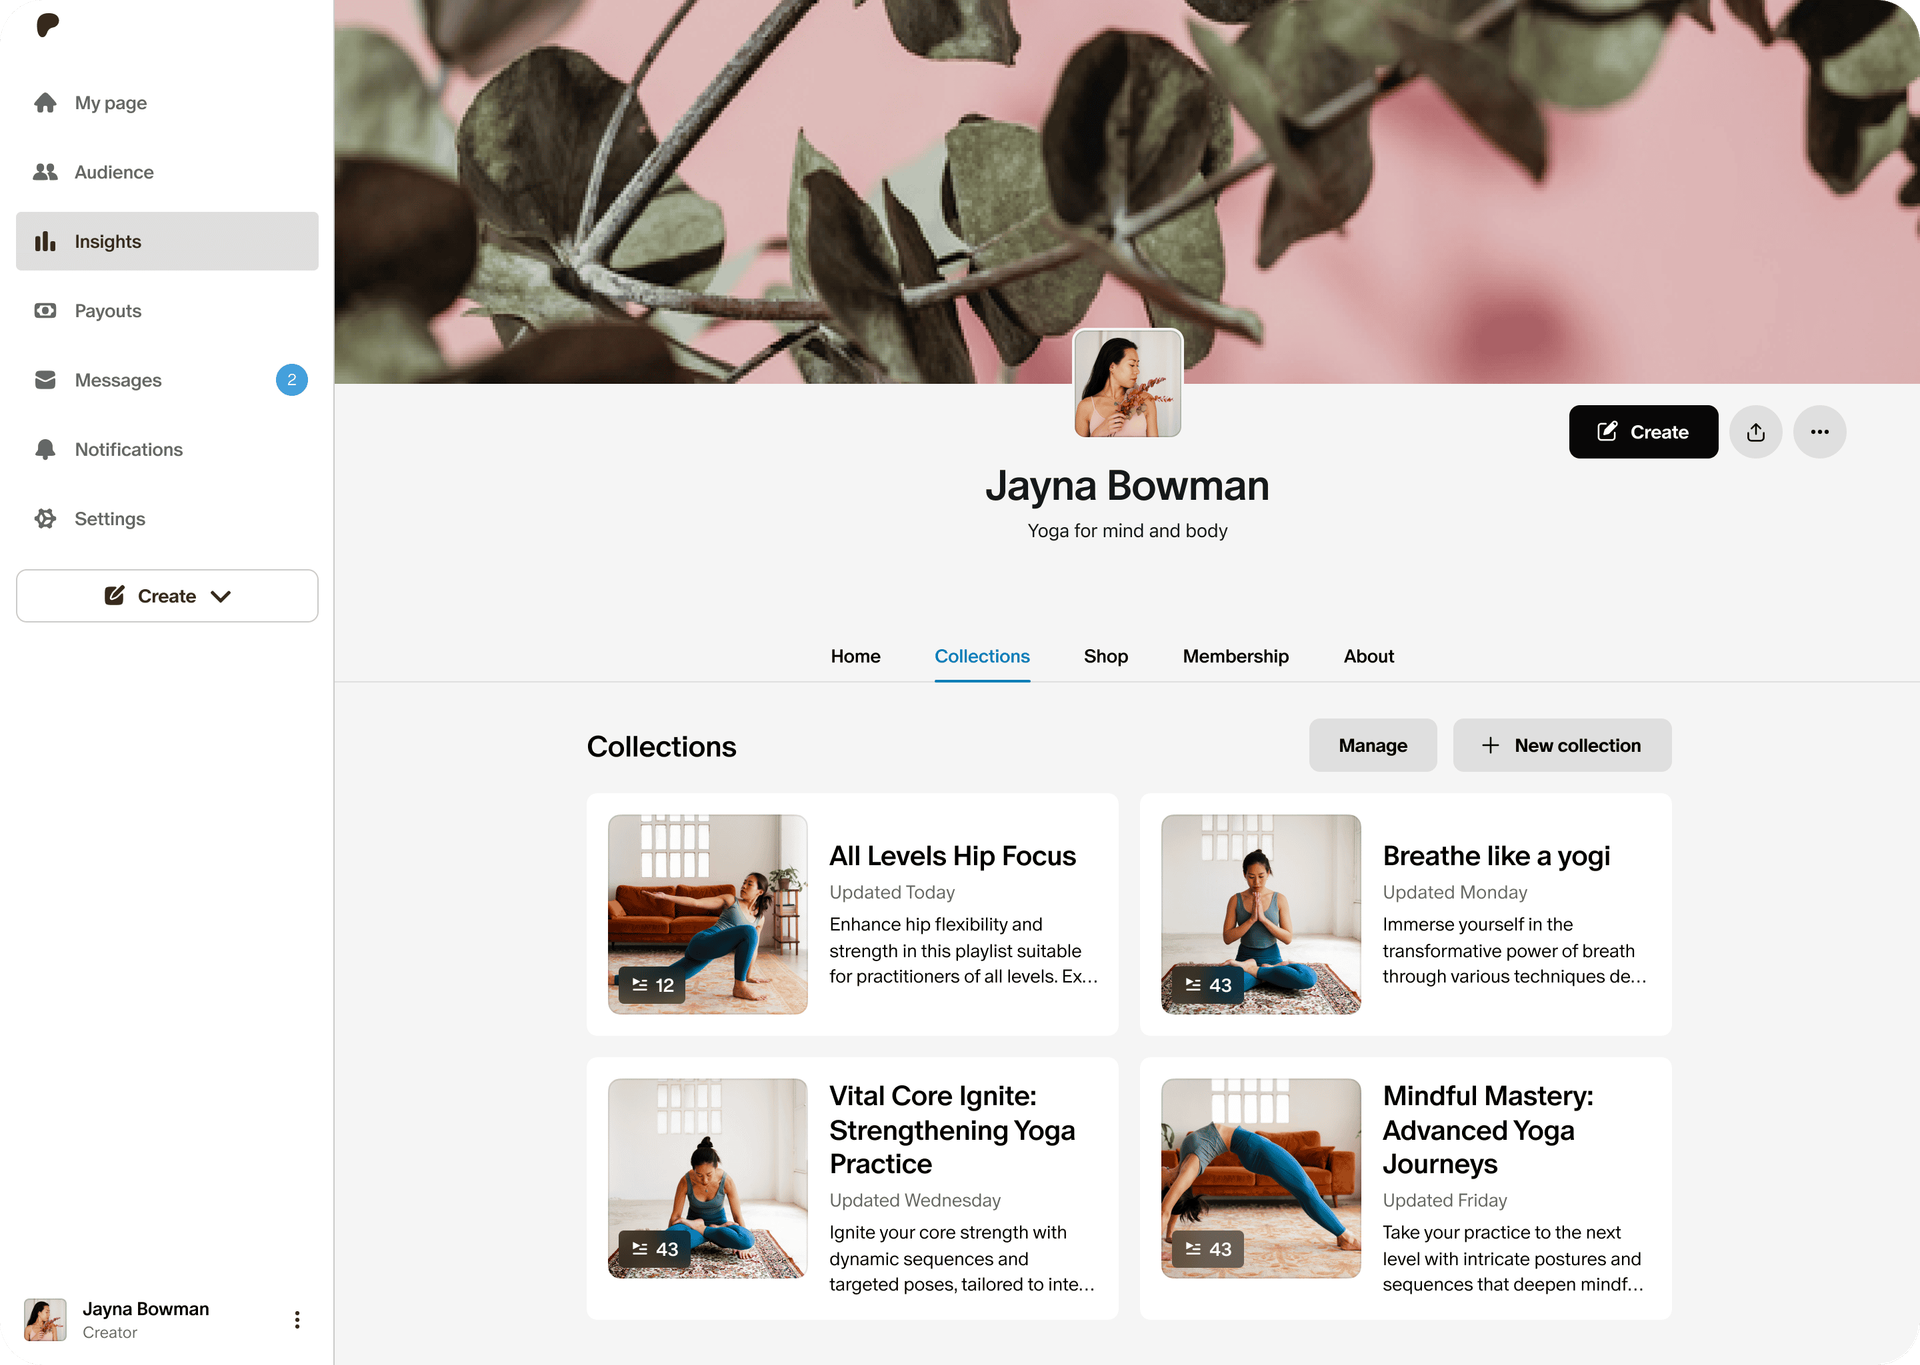 My page
Audience
Insights
Payouts
Messages
2
Notifications
Settings
Create
Jayna Bowman
Creator
Create
Jayna Bowman
Yoga for mind and body
Home
Collections
Shop
Membership
About
Collections
Manage
New collection
12
All Levels Hip Focus
Updated Today
Enhance hip flexibility and
strength in this playlist suitable
for practitioners of all levels. Ex...
43
Breathe like a yogi
Updated Monday
Immerse yourself in the
transformative power of breath
through various techniques de...
43
Vital Core Ignite:
Strengthening Yoga
Practice
Updated Wednesday
Ignite your core strength with
dynamic sequences and
targeted poses, tailored to inte...
43
Mindful Mastery:
Advanced Yoga
Journeys
Updated Friday
Take your practice to the next
level with intricate postures and
sequences that deepen mindf...